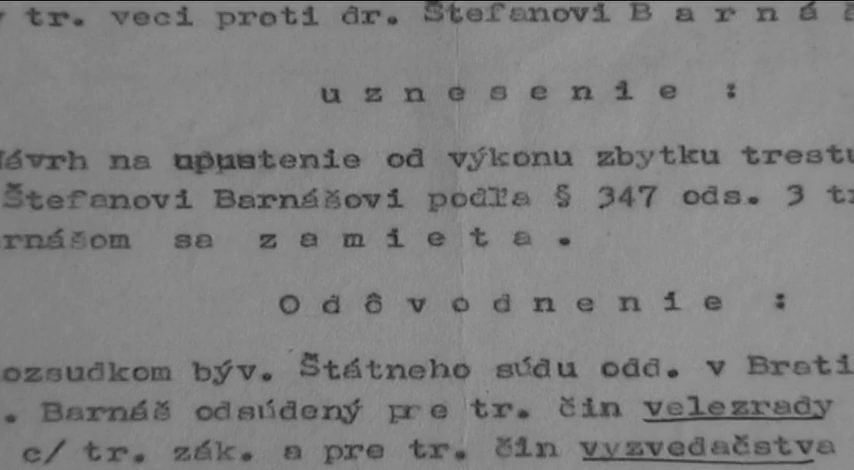 tr. veci proti dr. Štefanovi B a r n á
u z n e s e n i e :
Návrh na upustenie od výkonu zbytku trestu
Štefanovi Barnášovi podľa § 347 ods. 3 tr
rnášom sa z a m i e t a .
O d ô v o d n e n i e :
ozsudkom býv. Štátneho súdu odd. v Brati
. Barnáš odsúdený pre tr. čin velezrady
c/ tr. zák. a pre tr. čin vyzvedačstva